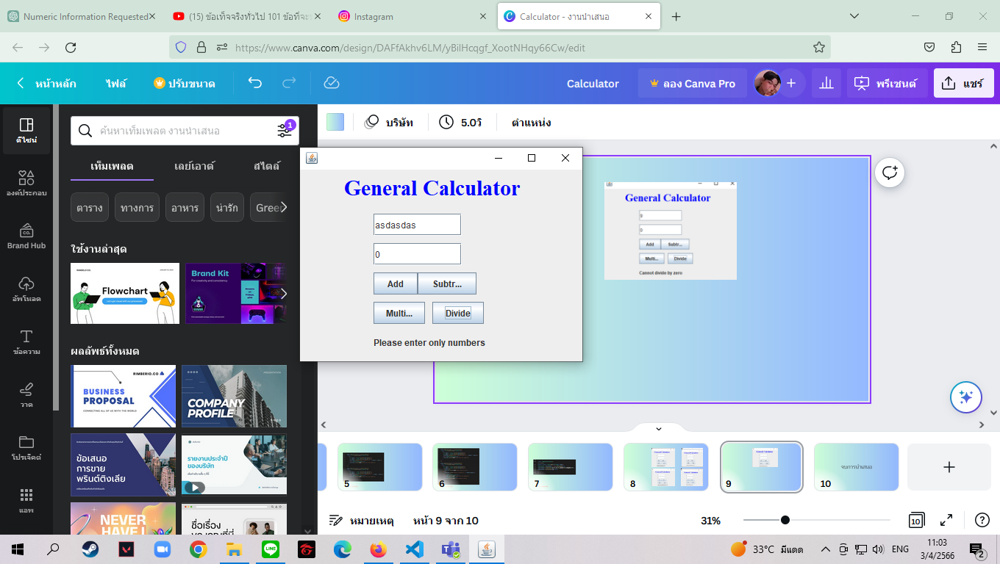 Numeric Information Requested
(15) ข้อเท็จจริงทั่วไป 101 ข้อที่จะ
Instagram
Calculator - งานนำเสนอ
https://www.canva.com/design/DAFfAkhv6LM/yBilHcqgf_XootNHqy66Cw/edit
หน้าหลัก
ไฟล์
ปรับขนาด
Calculator
ลอง Canva Pro
พรีเซนต์
แชร์
ดีไซน์
องค์ประกอบ
Brand Hub
อัพโหลด
ข้อความ
วาด
โปรเจ็คต์
แอพ
ค้นหาเท็มเพลต งานนำเสนอ
1
เท็มเพลต
เลย์เอาต์
สไตล์
ตาราง
ทางการ
อาหาร
น่ารัก
Gree
ใช้งานล่าสุด
Flowchart
Brand Kit
ผลลัพธ์ทั้งหมด
RIMBERIO.CO
BUSINESS
PROPOSAL
CONNECTING ALL OF US WITH THE WORLD
COMPANY
PROFILE
ข้อเสนอ
การขาย
พรินต์ติงเลีย
รายงานประจำปี
ของบริษัท
NEVER
HAVE I
ชื่อเรื่อง
บริษัท
5.0วิ
ตำแหน่ง
General Calculator
asdasdas
0
Add
Subtr...
Multi...
Divide
Please enter only numbers
General Calculator
0
Add
Subtr...
Multi...
Divide
Cannot divide by zero
5
6
7
8
9
10
จบการนำเสนอ
หมายเหตุ
หน้า 9 จาก 10
31%
10
33°C มีแดด
ENG
11:03
3/4/2566
2